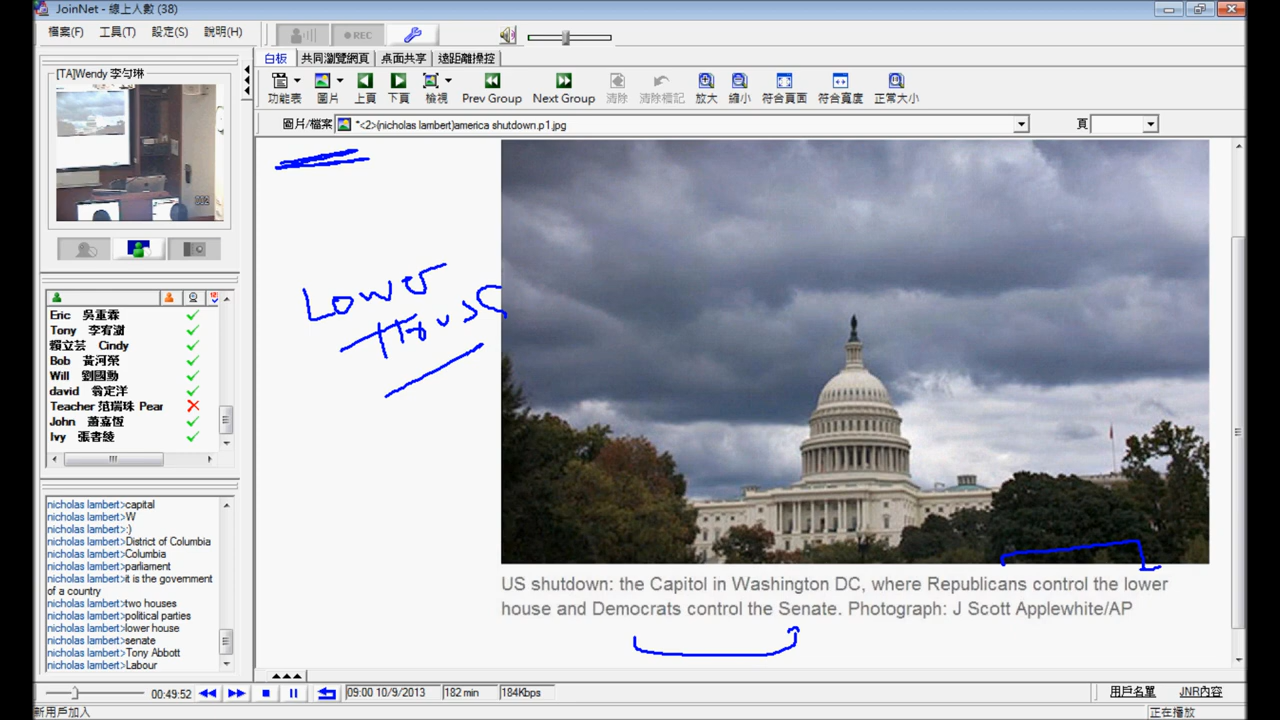 JoinNet - 線上人數 (38)
檔案(F) 工具(T) 設定(S) 說明(H)
REC
[TA]Wendy 李勻琳
白板 共同瀏覽網頁 桌面共享 遠距離操控
功能表 圖片 上頁 下頁 檢視 Prev Group Next Group 清除 清除標記 放大 縮小 符合頁面 符合寬度 正常大小
圖片/檔案 *<2>(nicholas lambert)america shutdown.p1.jpg 頁
Eric 吳重霖
Tony 李宥澍
賴立芸 Cindy
Bob 黃河榮
Will 劉國勳
david 翁定洋
Teacher 范瑞珠 Pear
John 蕭嘉恆
Ivy 張書綾
nicholas lambert>capital
nicholas lambert>W
nicholas lambert>:)
nicholas lambert>District of Columbia
nicholas lambert>Columbia
nicholas lambert>parliament
nicholas lambert>it is the government
of a country
nicholas lambert>two houses
nicholas lambert>political parties
nicholas lambert>lower house
nicholas lambert>senate
nicholas lambert>Tony Abbott
nicholas lambert>Labour
Lower
House
US shutdown: the Capitol in Washington DC, where Republicans control the lower
house and Democrats control the Senate. Photograph: J Scott Applewhite/AP
00:49:52 09:00 10/9/2013 182 min 184Kbps 用戶名單 JNR內容
新用戶加入 正在播放